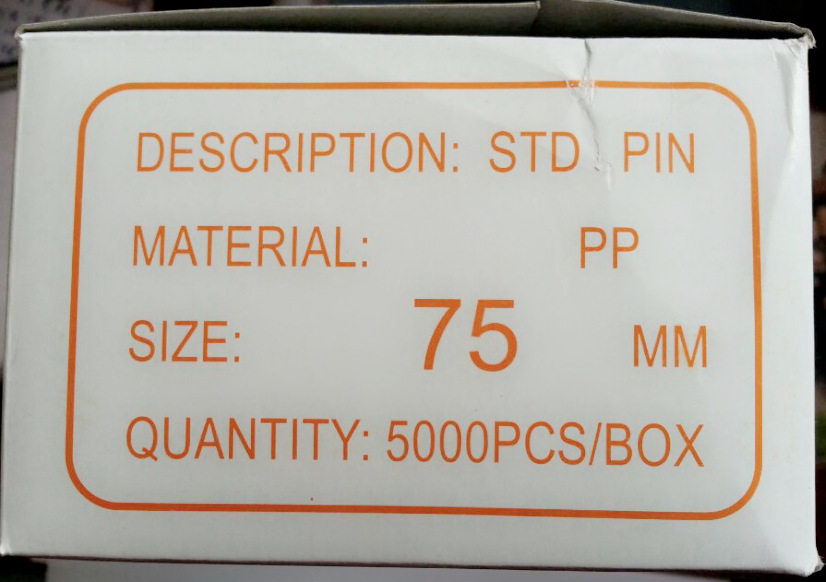 DESCRIPTION: STD PIN
MATERIAL: PP
SIZE: 75 MM
QUANTITY: 5000PCS/BOX